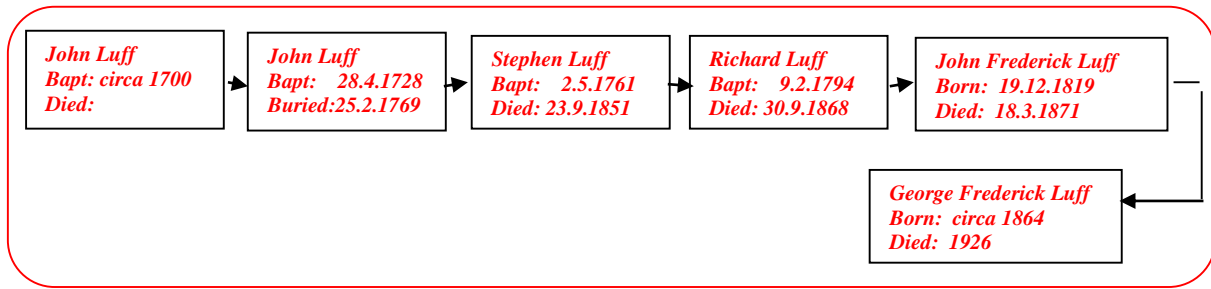 John Luff
Bapt: circa 1700
Died:
John Luff
Bapt: 28.4.1728
Buried:25.2.1769
Stephen Luff
Bapt: 2.5.1761
Died: 23.9.1851
Richard Luff
Bapt: 9.2.1794
Died: 30.9.1868
John Frederick Luff
Born: 19.12.1819
Died: 18.3.1871
George Frederick Luff
Born: circa 1864
Died: 1926